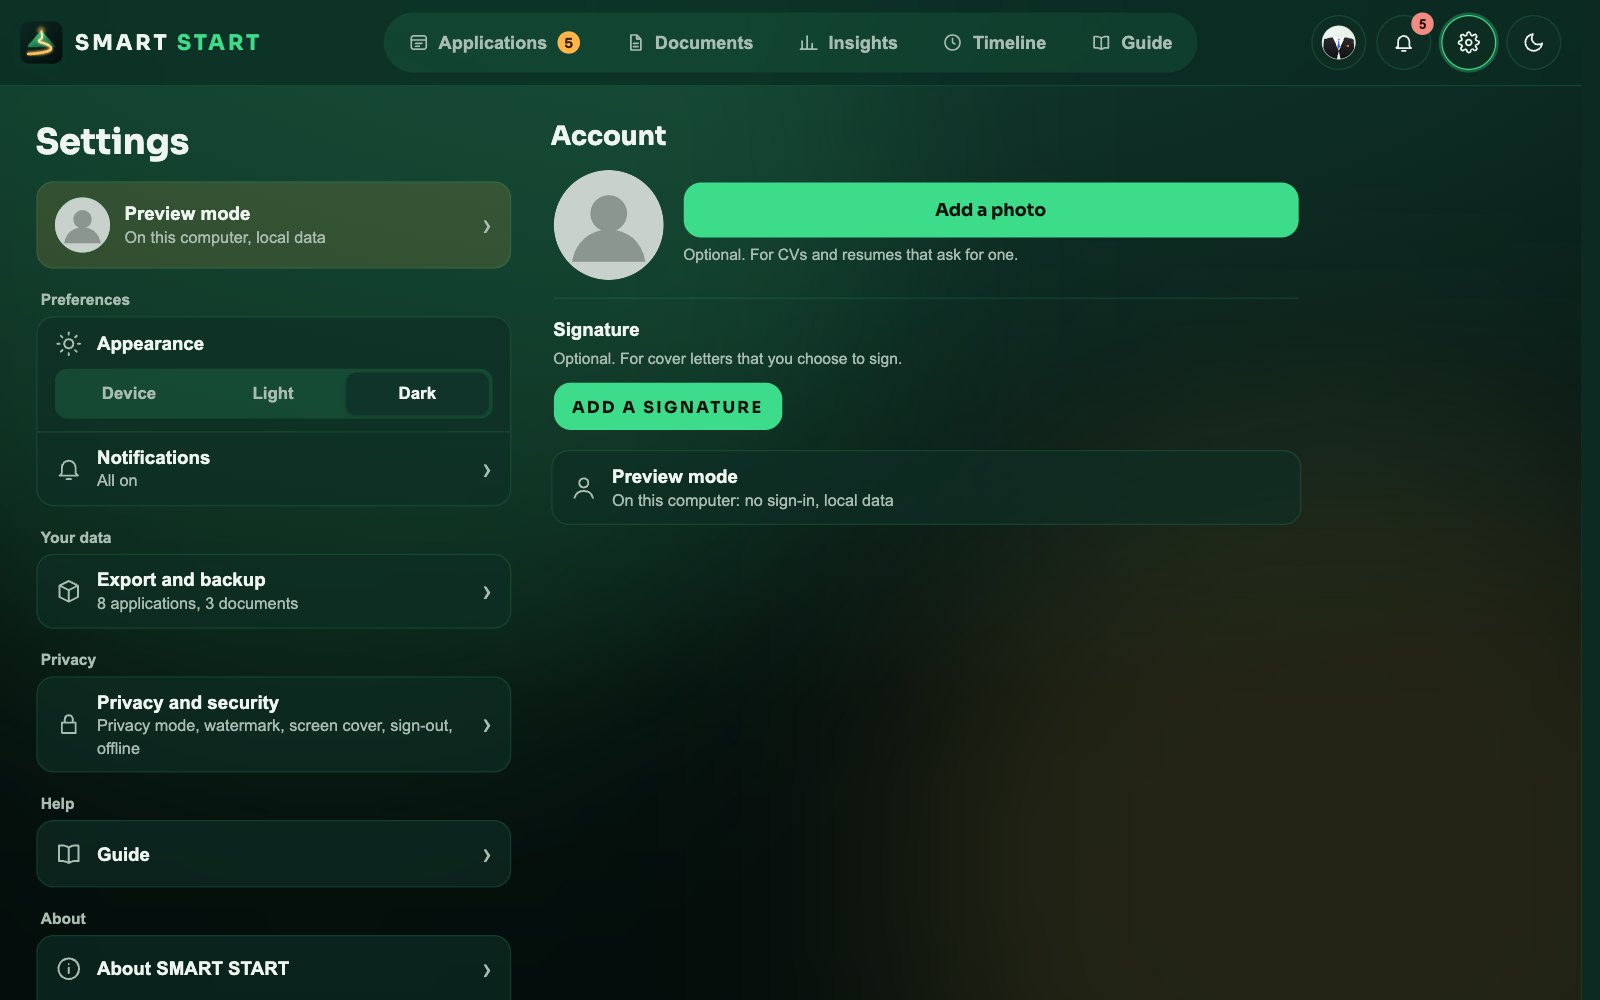 SMART START
Applications 5
Documents
Insights
Timeline
Guide
5
Settings
Preview mode
On this computer, local data
Preferences
Appearance
Device
Light
Dark
Notifications
All on
Your data
Export and backup
8 applications, 3 documents
Privacy
Privacy and security
Privacy mode, watermark, screen cover, sign-out,
offline
Help
Guide
About
About SMART START
Account
Add a photo
Optional. For CVs and resumes that ask for one.
Signature
Optional. For cover letters that you choose to sign.
ADD A SIGNATURE
Preview mode
On this computer: no sign-in, local data